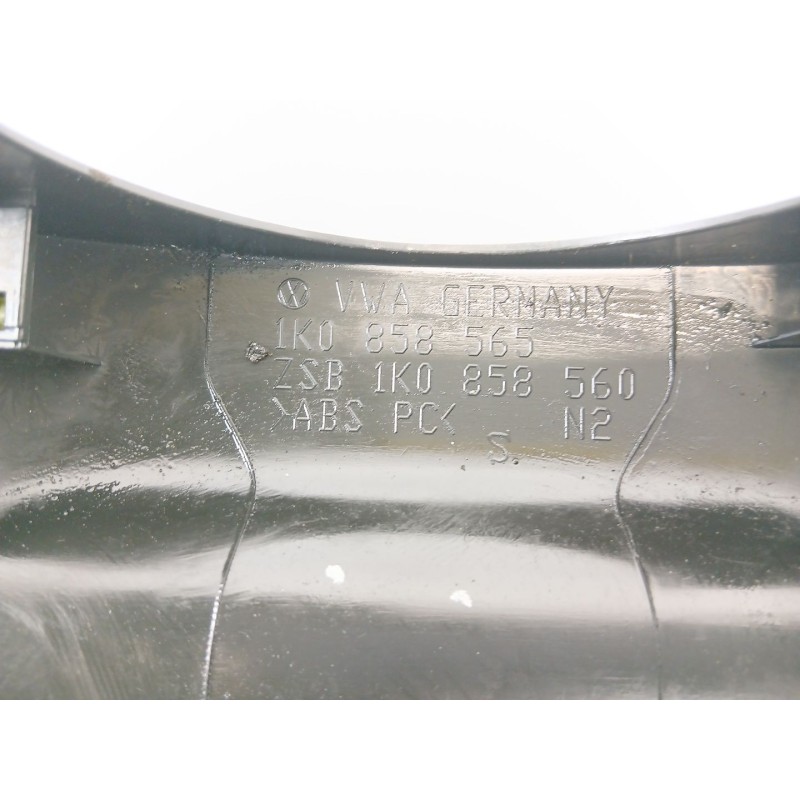 VWA GERMANY
1K0 858 565
ZSB 1K0 858 560
>ABS PC< N2
S